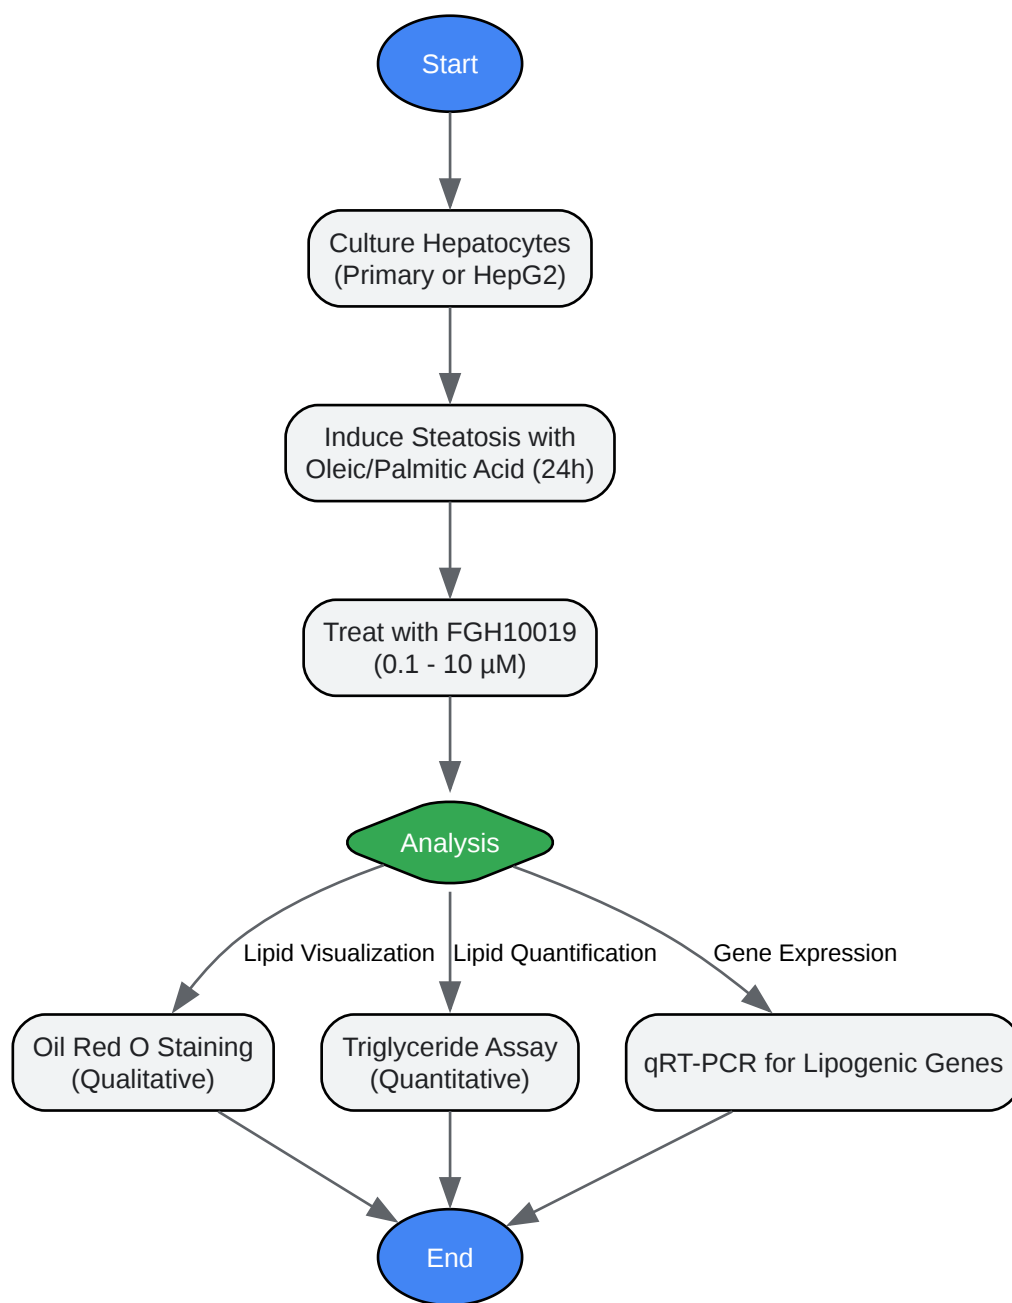 Start
Culture Hepatocytes
(Primary or HepG2)
Induce Steatosis with
Oleic/Palmitic Acid (24h)
Treat with FGH10019
(0.1 - 10 µM)
Analysis
Lipid Visualization
Lipid Quantification
Gene Expression
Oil Red O Staining
(Qualitative)
Triglyceride Assay
(Quantitative)
qRT-PCR for Lipogenic Genes
End